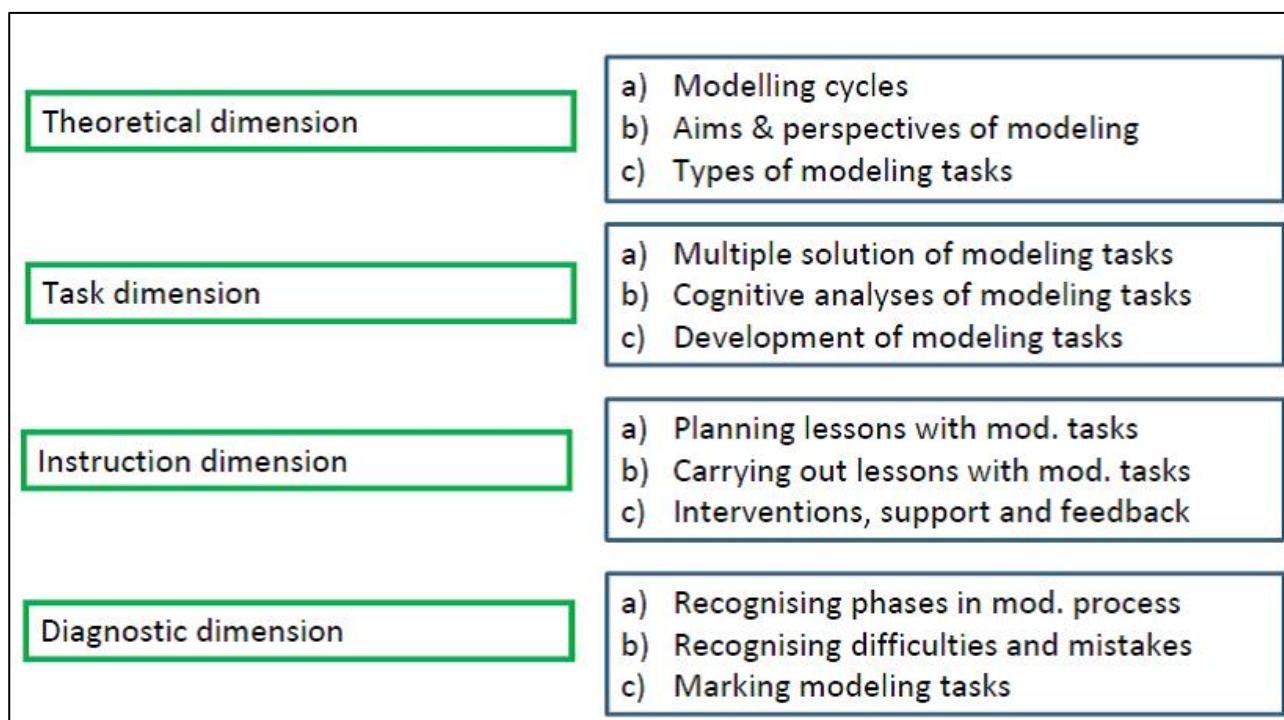 Theoretical dimension
a) Modelling cycles
b) Aims & perspectives of modeling
c) Types of modeling tasks
Task dimension
a) Multiple solution of modeling tasks
b) Cognitive analyses of modeling tasks
c) Development of modeling tasks
Instruction dimension
a) Planning lessons with mod. tasks
b) Carrying out lessons with mod. tasks
c) Interventions, support and feedback
Diagnostic dimension
a) Recognising phases in mod. process
b) Recognising difficulties and mistakes
c) Marking modeling tasks